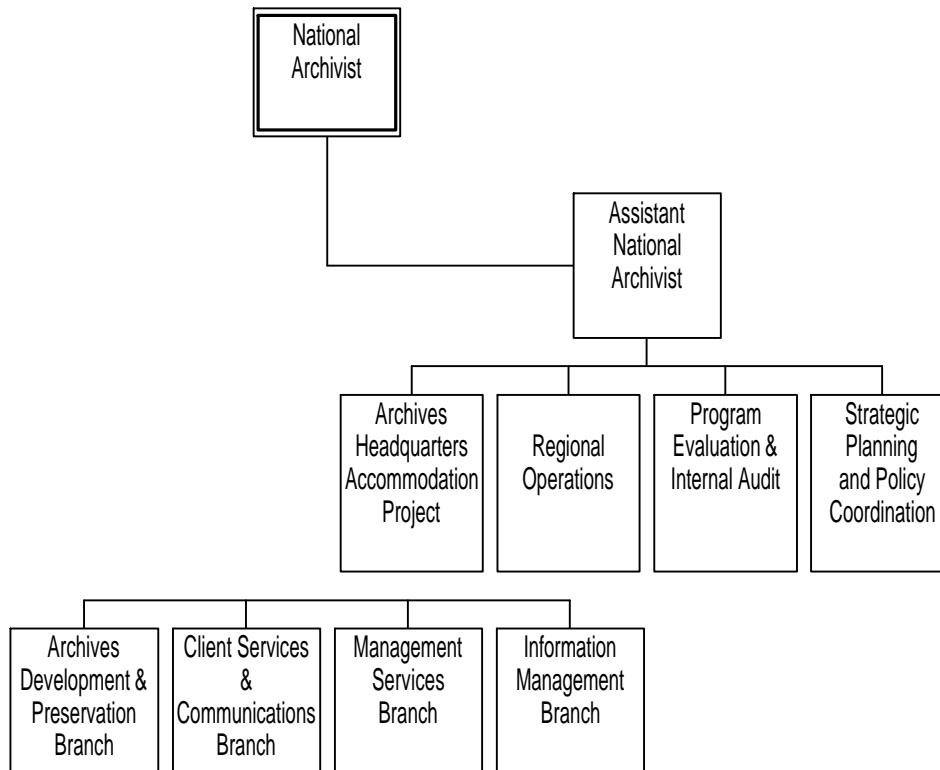 National
Archivist
Assistant
National
Archivist
Archives
Headquarters
Accommodation
Project
Regional
Operations
Program
Evaluation &
Internal Audit
Strategic
Planning
and Policy
Coordination
Archives
Development &
Preservation
Branch
Client Services
&
Communications
Branch
Management
Services
Branch
Information
Management
Branch